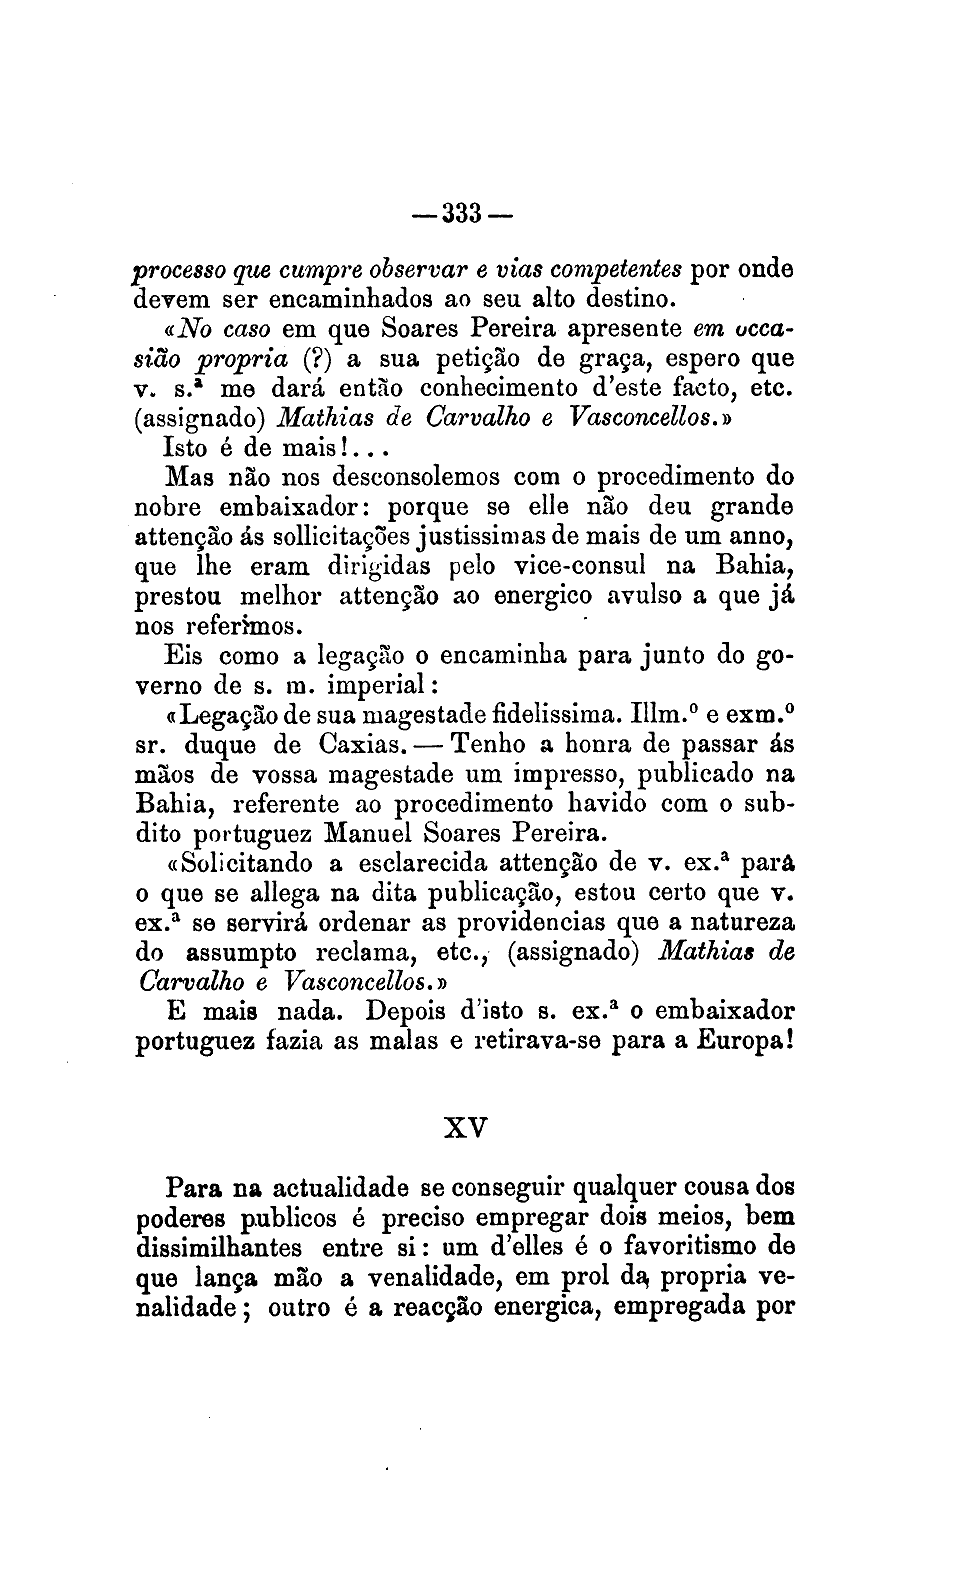 —333—
processo que cumpre observar e vias competentes por onde
devem ser encaminhados ao seu alto destino.
«No caso em que Soares Pereira apresente em occa-
sião propria (?) a sua petição de graça, espero que
v. s.ª me dará então conhecimento d'este facto, etc.
(assignado) Mathias de Carvalho e Vasconcellos.»
Isto é de mais!...
Mas não nos desconsolemos com o procedimento do
nobre embaixador: porque se elle não deu grande
attenção ás sollicitações justissimas de mais de um anno,
que lhe eram dirigidas pelo vice-consul na Bahia,
prestou melhor attenção ao energico avulso a que já
nos referimos.
Eis como a legação o encaminha para junto do go-
verno de s. m. imperial:
«Legação de sua magestade fidelissima. Illm.º e exm.º
sr. duque de Caxias.—Tenho a honra de passar ás
mãos de vossa magestade um impresso, publicado na
Bahia, referente ao procedimento havido com o sub-
dito portuguez Manuel Soares Pereira.
«Solicitando a esclarecida attenção de v. ex.ª para
o que se allega na dita publicação, estou certo que v.
ex.ª se servirá ordenar as providencias que a natureza
do assumpto reclama, etc., (assignado) Mathias de
Carvalho e Vasconcellos.»
E mais nada. Depois d'isto s. ex.ª o embaixador
portuguez fazia as malas e retirava-se para a Europa!
XV
Para na actualidade se conseguir qualquer cousa dos
poderes publicos é preciso empregar dois meios, bem
dissimilhantes entre si: um d'elles é o favoritismo de
que lança mão a venalidade, em prol da propria ve-
nalidade; outro é a reacção energica, empregada por